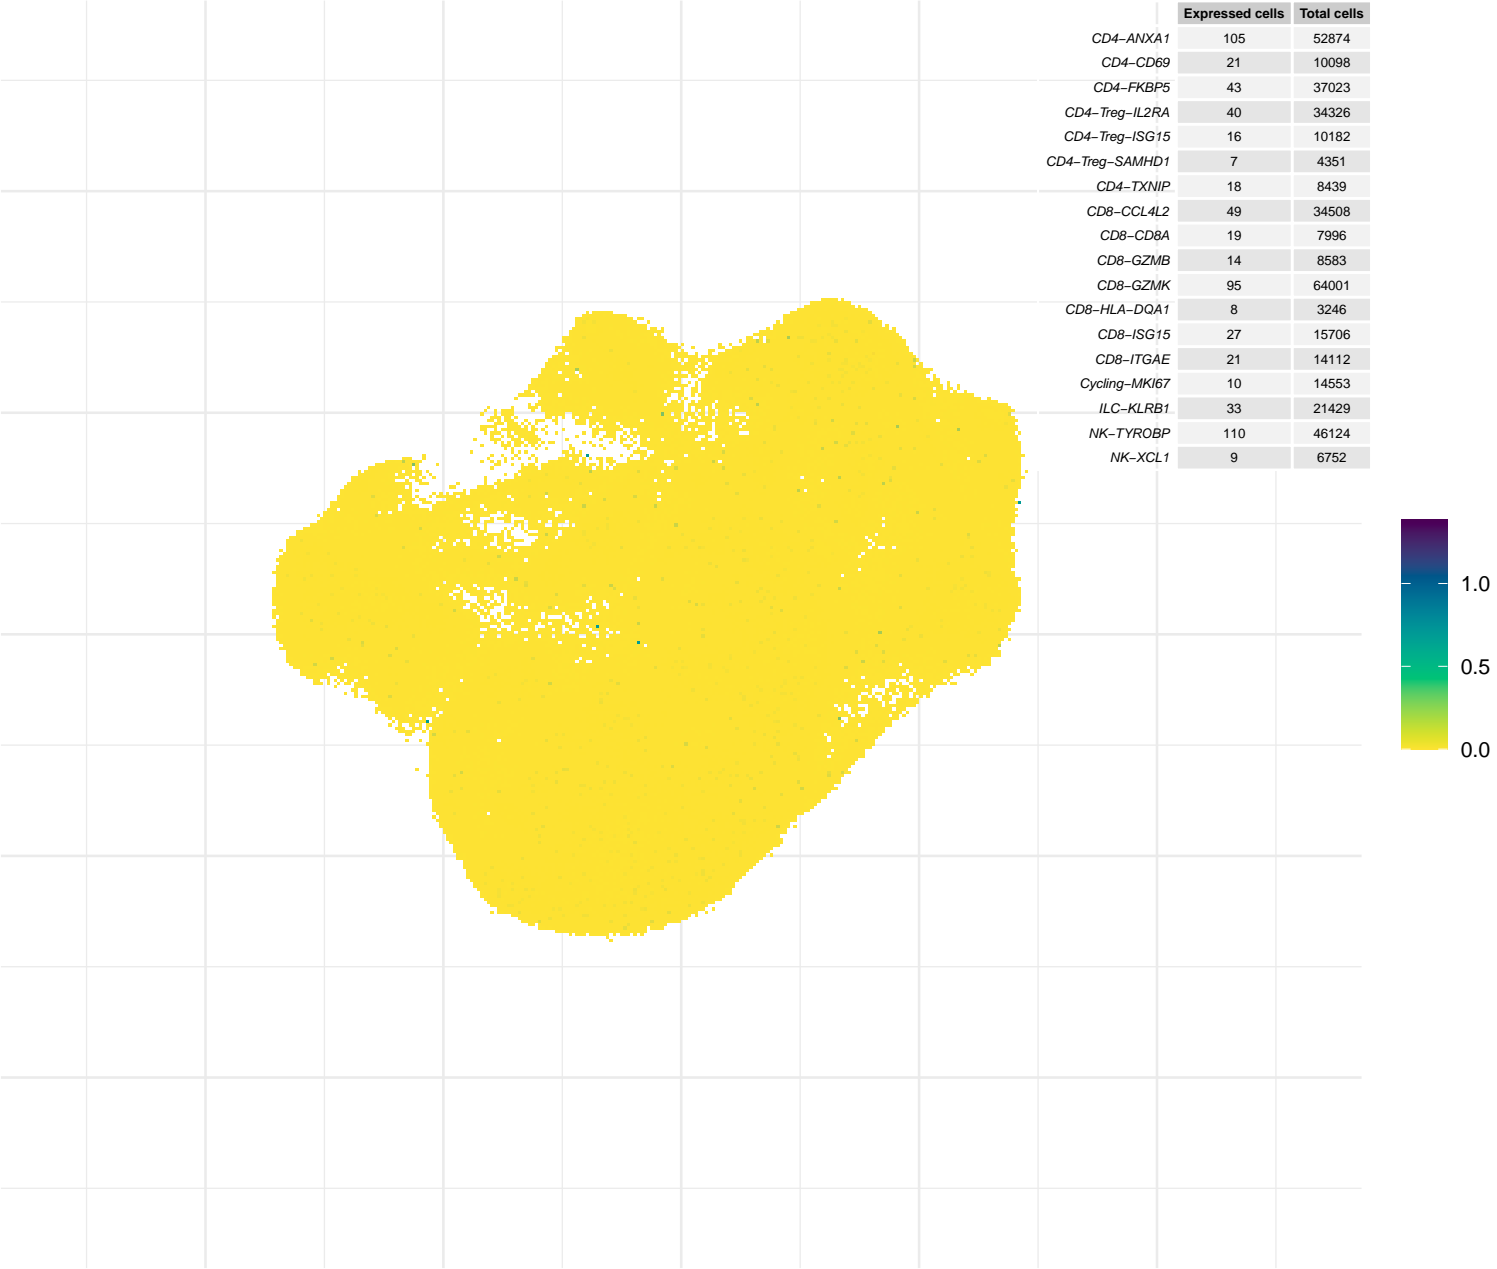 Expressed cells Total cells
CD4−ANXA1 105 52874
CD4−CD69 21 10098
CD4−FKBP5 43 37023
CD4−Treg−IL2RA 40 34326
CD4−Treg−ISG15 16 10182
CD4−Treg−SAMHD1 7 4351
CD4−TXNIP 18 8439
CD8−CCL4L2 49 34508
CD8−CD8A 19 7996
CD8−GZMB 14 8583
CD8−GZMK 95 64001
CD8−HLA−DQA1 8 3246
CD8−ISG15 27 15706
CD8−ITGAE 21 14112
Cycling−MKI67 10 14553
ILC−KLRB1 33 21429
NK−TYROBP 110 46124
NK−XCL1 9 6752
1.0
0.5
0.0